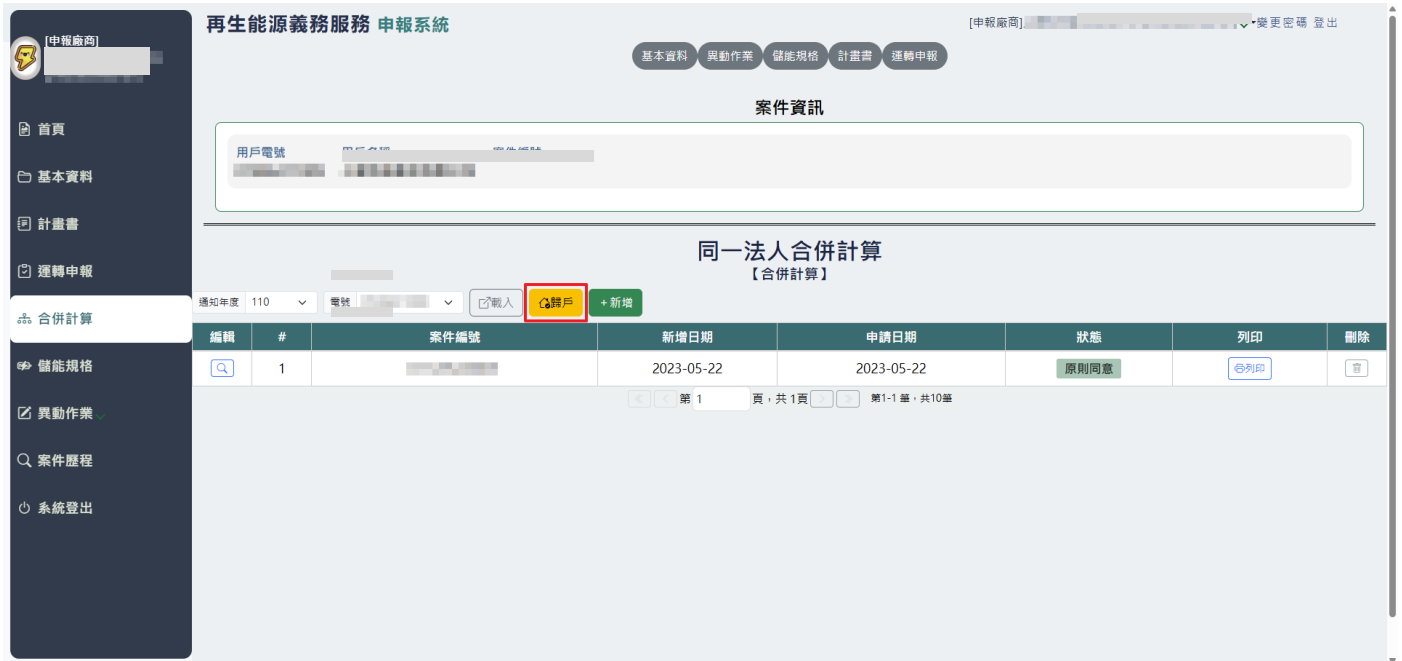 [申報廠商]
首頁
基本資料
計畫書
運轉申報
合併計算
儲能規格
異動作業
案件歷程
系統登出
再生能源義務服務 申報系統
[申報廠商] 變更密碼 登出
基本資料 異動作業 儲能規格 計畫書 運轉申報
案件資訊
用戶電號
同一法人合併計算
【合併計算】
通知年度 110 電號 載入 歸戶 +新增
編輯 # 案件編號 新增日期 申請日期 狀態 列印 刪除
1 2023-05-22 2023-05-22 原則同意 列印
第 1 頁，共 1頁 第1-1 筆，共10筆